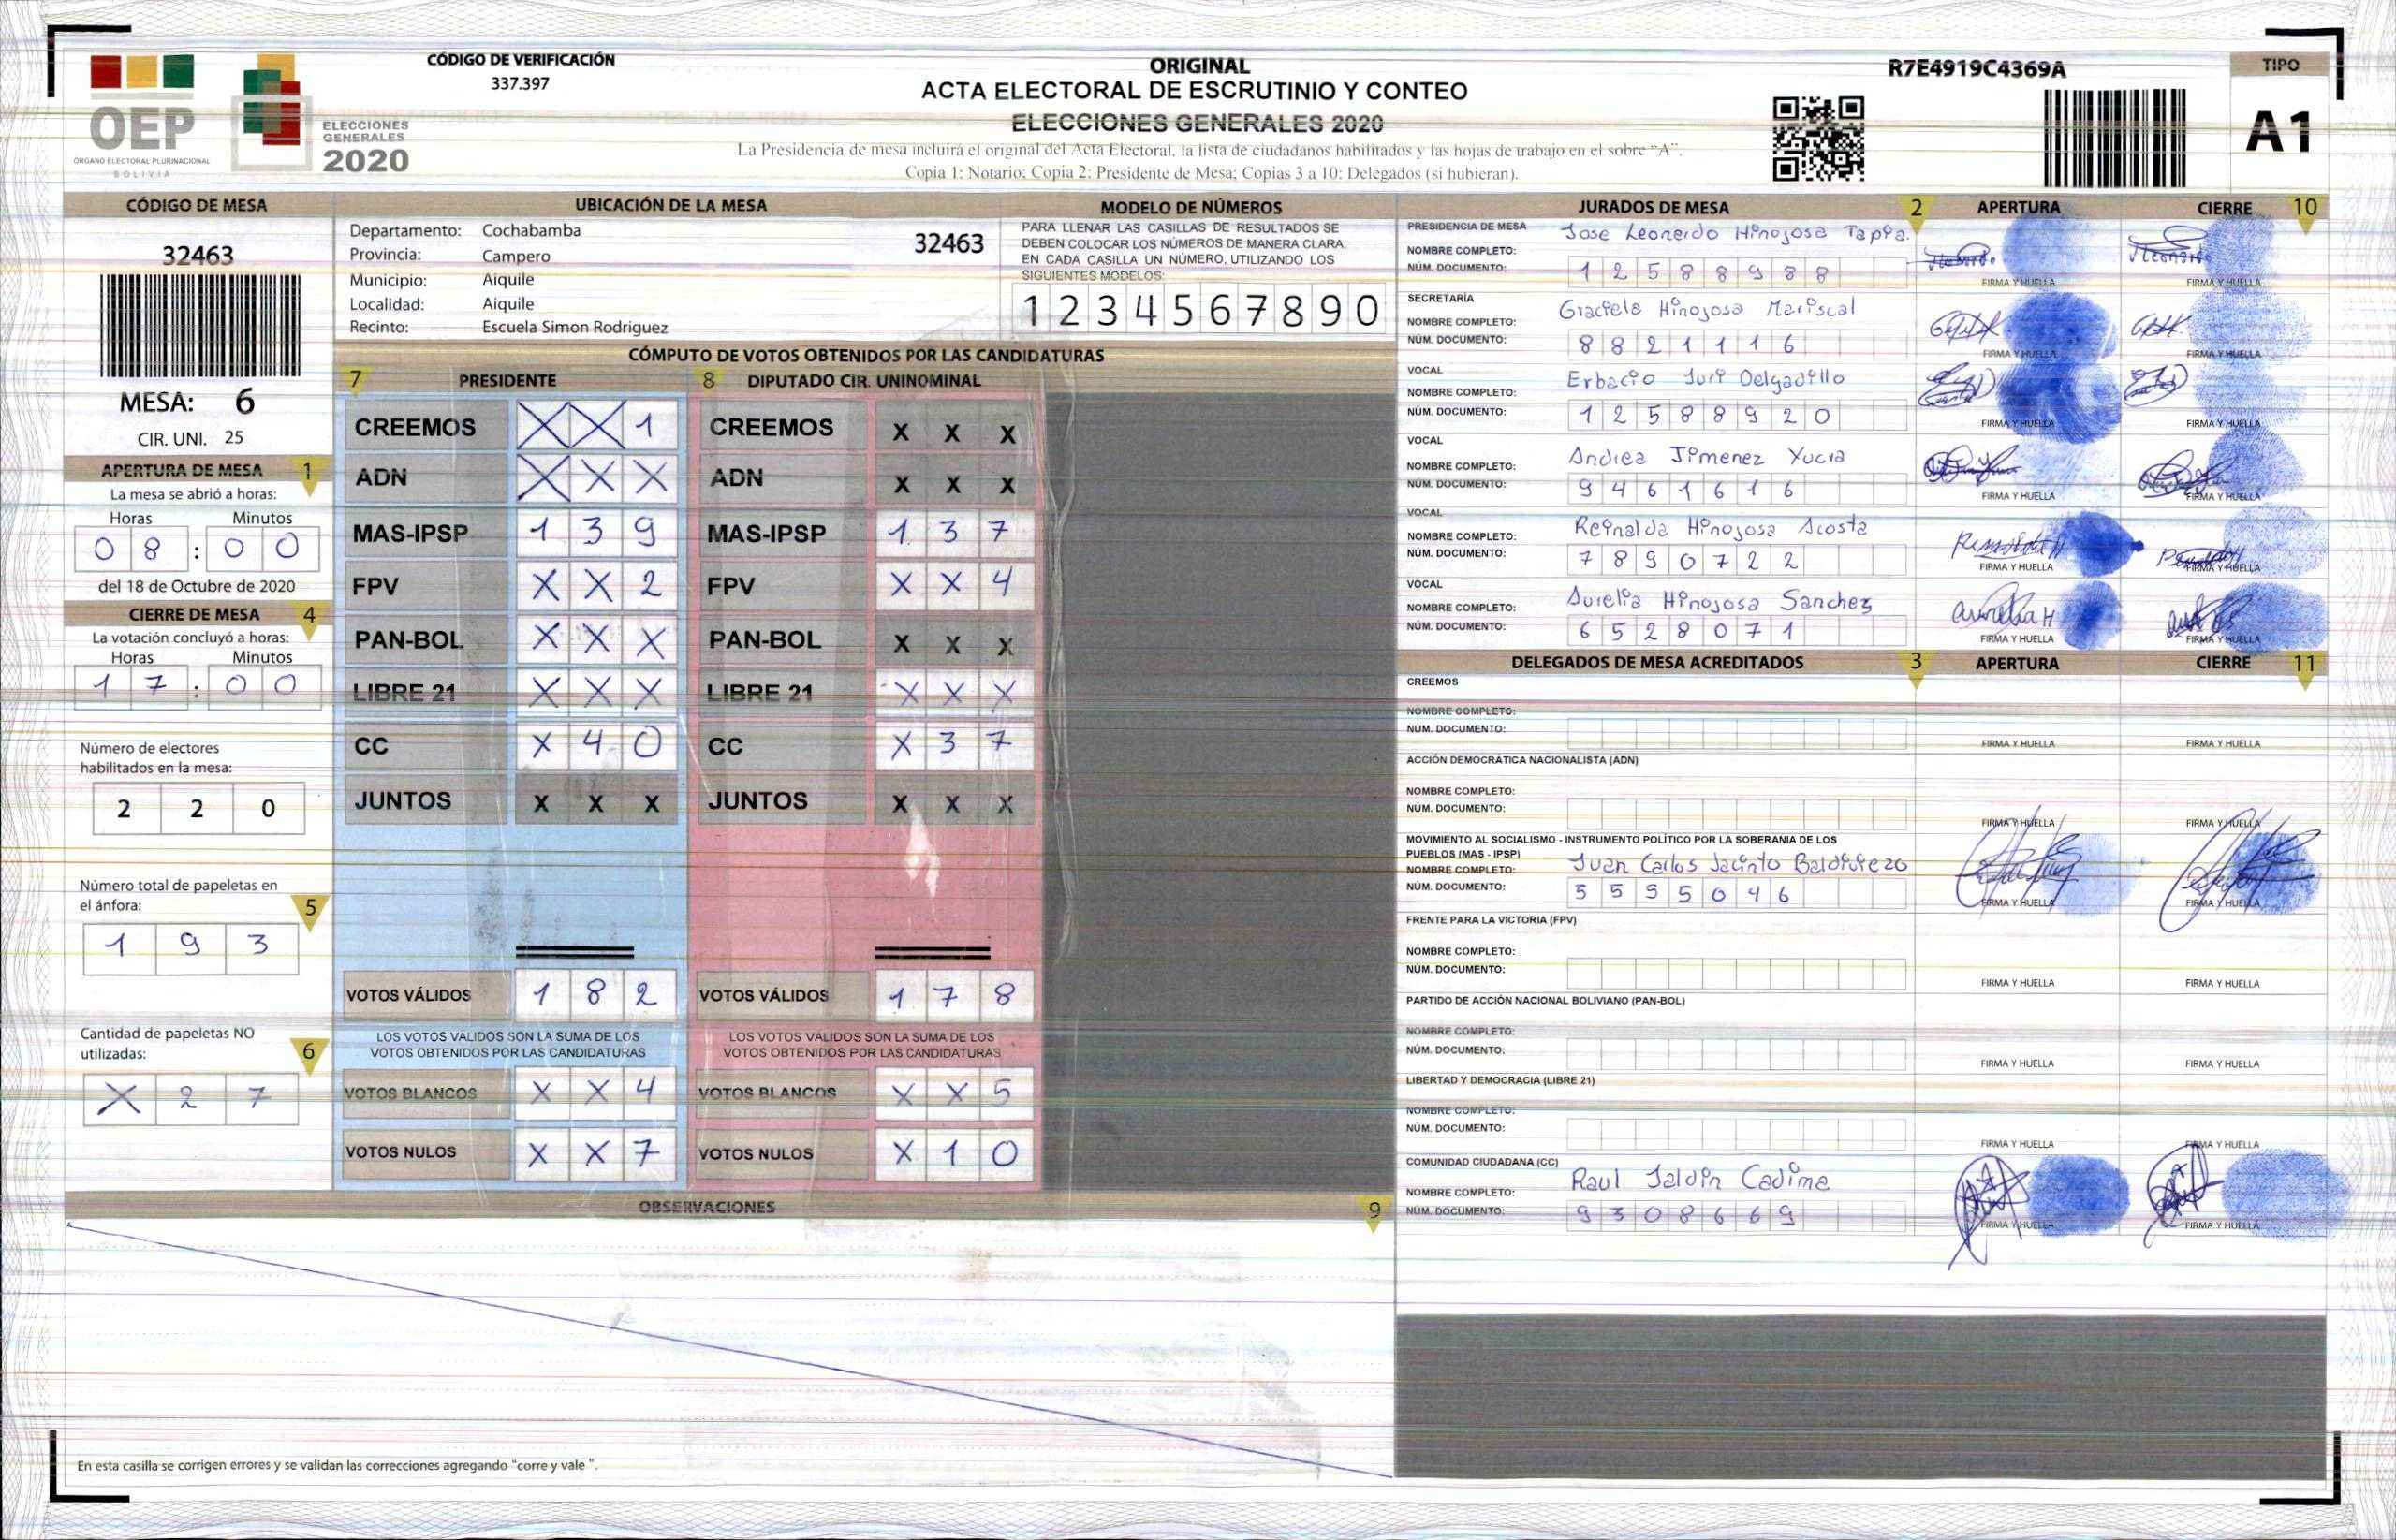 OEP
ÓRGANO ELECTORAL PLURINACIONAL
BOLIVIA
ELECCIONES
GENERALES
2020
CÓDIGO DE VERIFICACIÓN
337.397
ORIGINAL
ACTA ELECTORAL DE ESCRUTINIO Y CONTEO
ELECCIONES GENERALES 2020
La Presidencia de mesa incluirá el original del Acta Electoral, la lista de ciudadanos habilitados y las hojas de trabajo en el sobre "A".
Copia 1: Notario; Copia 2: Presidente de Mesa; Copias 3 a 10: Delegados (si hubieran).
R7E4919C4369A
TIPO
A1
CÓDIGO DE MESA
32463
MESA: 6
CIR. UNI. 25
APERTURA DE MESA 1
La mesa se abrió a horas:
Horas Minutos
0 8 : 0 0
del 18 de Octubre de 2020
CIERRE DE MESA 4
La votación concluyó a horas:
Horas Minutos
1 7 : 0 0
Número de electores
habilitados en la mesa:
2 2 0
Número total de papeletas en
el ánfora: 5
1 9 3
Cantidad de papeletas NO
utilizadas: 6
X 2 7
UBICACIÓN DE LA MESA
Departamento: Cochabamba
Provincia: Campero
Municipio: Aiquile
Localidad: Aiquile
Recinto: Escuela Simon Rodriguez
32463
MODELO DE NÚMEROS
PARA LLENAR LAS CASILLAS DE RESULTADOS SE
DEBEN COLOCAR LOS NÚMEROS DE MANERA CLARA.
EN CADA CASILLA UN NÚMERO, UTILIZANDO LOS
SIGUIENTES MODELOS:
1 2 3 4 5 6 7 8 9 0
CÓMPUTO DE VOTOS OBTENIDOS POR LAS CANDIDATURAS
7 PRESIDENTE
CREEMOS X X 1
ADN X X X
MAS-IPSP 1 3 9
FPV X X 2
PAN-BOL X X X
LIBRE 21 X X X
CC X 4 0
JUNTOS X X X
VOTOS VÁLIDOS 1 8 2
LOS VOTOS VÁLIDOS SON LA SUMA DE LOS
VOTOS OBTENIDOS POR LAS CANDIDATURAS
VOTOS BLANCOS X X 4
VOTOS NULOS X X 7
8 DIPUTADO CIR. UNINOMINAL
CREEMOS X X X
ADN X X X
MAS-IPSP 1 3 7
FPV X X 4
PAN-BOL X X X
LIBRE 21 X X X
CC X 3 7
JUNTOS X X X
VOTOS VÁLIDOS 1 7 8
LOS VOTOS VALIDOS SON LA SUMA DE LOS
VOTOS OBTENIDOS POR LAS CANDIDATURAS
VOTOS BLANCOS X X 5
VOTOS NULOS X 1 0
OBSERVACIONES 9
En esta casilla se corrigen errores y se validan las correcciones agregando "corre y vale ".
JURADOS DE MESA 2 APERTURA CIERRE 10
PRESIDENCIA DE MESA
NOMBRE COMPLETO: Jose Leonardo Hinojosa Tapia.
NÚM. DOCUMENTO: 1 2 5 8 8 9 8 8
FIRMA Y HUELLA FIRMA Y HUELLA
SECRETARÍA
NOMBRE COMPLETO: Graciela Hinojosa Mariscal
NÚM. DOCUMENTO: 8 8 2 1 1 1 6
FIRMA Y HUELLA FIRMA Y HUELLA
VOCAL
NOMBRE COMPLETO: Erbacio Juri Delgadillo
NÚM. DOCUMENTO: 1 2 5 8 8 9 2 0
FIRMA Y HUELLA FIRMA Y HUELLA
VOCAL
NOMBRE COMPLETO: Andrea Jimenez Yucra
NÚM. DOCUMENTO: 9 4 6 1 6 1 6
FIRMA Y HUELLA FIRMA Y HUELLA
VOCAL
NOMBRE COMPLETO: Reinalda Hinojosa Acosta
NÚM. DOCUMENTO: 7 8 9 0 7 2 2
FIRMA Y HUELLA FIRMA Y HUELLA
VOCAL
NOMBRE COMPLETO: Aurelia Hinojosa Sanchez
NÚM. DOCUMENTO: 6 5 2 8 0 7 1
FIRMA Y HUELLA FIRMA Y HUELLA
DELEGADOS DE MESA ACREDITADOS 3 APERTURA CIERRE 11
CREEMOS
NOMBRE COMPLETO:
NÚM. DOCUMENTO:
FIRMA Y HUELLA FIRMA Y HUELLA
ACCIÓN DEMOCRÁTICA NACIONALISTA (ADN)
NOMBRE COMPLETO:
NÚM. DOCUMENTO:
FIRMA Y HUELLA FIRMA Y HUELLA
MOVIMIENTO AL SOCIALISMO - INSTRUMENTO POLÍTICO POR LA SOBERANIA DE LOS
PUEBLOS (MAS - IPSP)
NOMBRE COMPLETO: Juan Carlos Jacinto Baldiviezo
NÚM. DOCUMENTO: 5 5 9 5 0 4 6
FIRMA Y HUELLA FIRMA Y HUELLA
FRENTE PARA LA VICTORIA (FPV)
NOMBRE COMPLETO:
NÚM. DOCUMENTO:
FIRMA Y HUELLA FIRMA Y HUELLA
PARTIDO DE ACCIÓN NACIONAL BOLIVIANO (PAN-BOL)
NOMBRE COMPLETO:
NÚM. DOCUMENTO:
FIRMA Y HUELLA FIRMA Y HUELLA
LIBERTAD Y DEMOCRACIA (LIBRE 21)
NOMBRE COMPLETO:
NÚM. DOCUMENTO:
FIRMA Y HUELLA FIRMA Y HUELLA
COMUNIDAD CIUDADANA (CC)
NOMBRE COMPLETO: Raul Jaldin Cadima
NÚM. DOCUMENTO: 9 3 0 8 6 6 9
FIRMA Y HUELLA FIRMA Y HUELLA